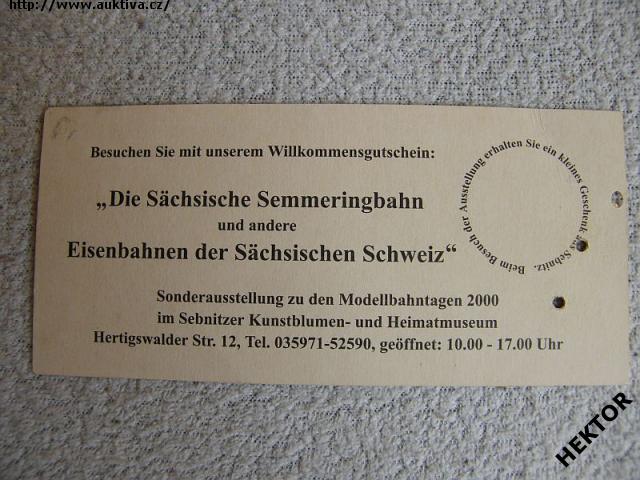 http://www.auktiva.cz/
Besuchen Sie mit unserem Willkommensgutschein:
„Die Sächsische Semmeringbahn
und andere
Eisenbahnen der Sächsischen Schweiz“
Beim Besuch der Ausstellung erhalten Sie ein kleines Geschenk aus Sebnitz.
Sonderausstellung zu den Modellbahntagen 2000
im Sebnitzer Kunstblumen- und Heimatmuseum
Hertigswalder Str. 12, Tel. 035971-52590, geöffnet: 10.00 - 17.00 Uhr
HEKTOR